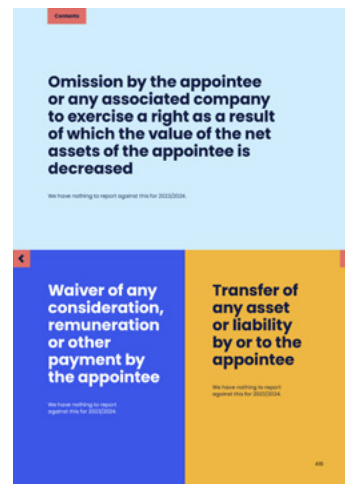 Contents
Omission by the appointee
or any associated company
to exercise a right as a result
of which the value of the net
assets of the appointee is
decreased
We have nothing to report against this for 2023/2024.
Waiver of any
consideration,
remuneration
or other
payment by
the appointee
We have nothing to report
against this for 2023/2024.
Transfer of
any asset
or liability
by or to the
appointee
We have nothing to report
against this for 2023/2024.